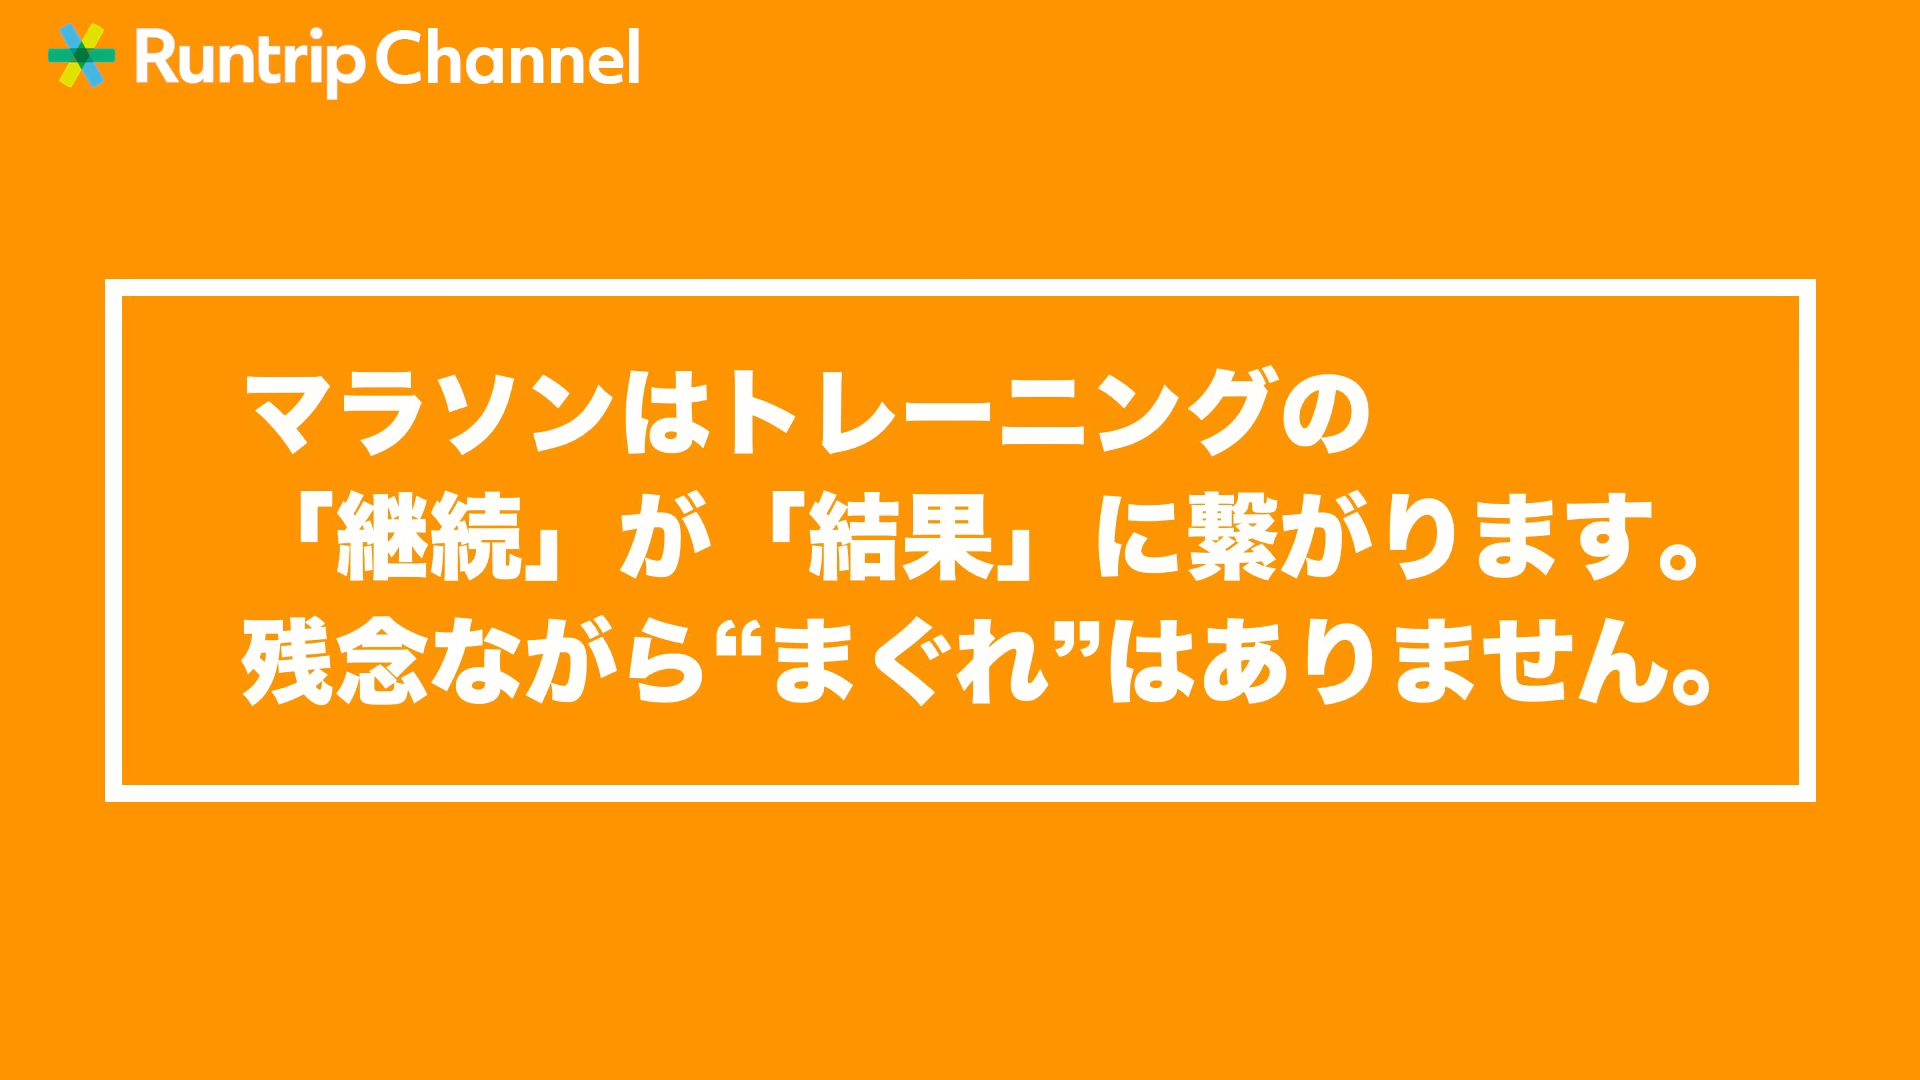 Runtrip Channel
マラソンはトレーニングの
「継続」が「結果」に繋がります。
残念ながら“まぐれ”はありません。